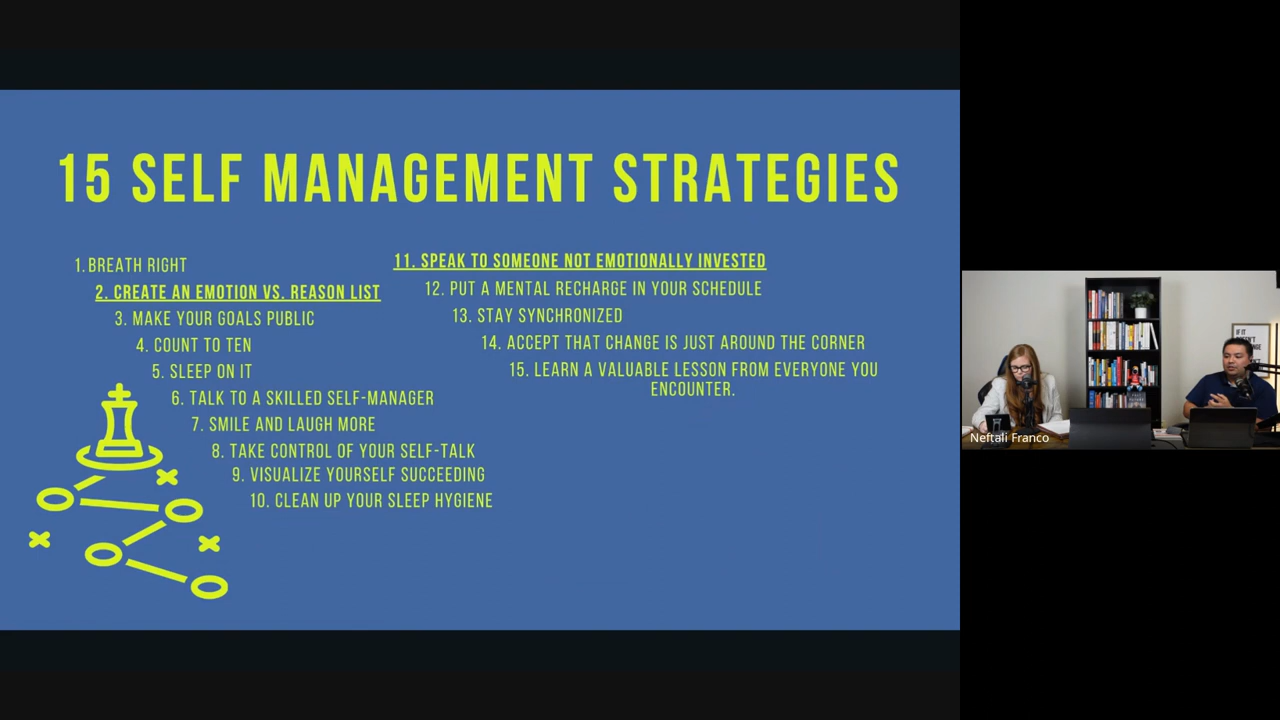 15 SELF MANAGEMENT STRATEGIES
1. BREATH RIGHT
2. CREATE AN EMOTION VS. REASON LIST
3. MAKE YOUR GOALS PUBLIC
4. COUNT TO TEN
5. SLEEP ON IT
6. TALK TO A SKILLED SELF-MANAGER
7. SMILE AND LAUGH MORE
8. TAKE CONTROL OF YOUR SELF-TALK
9. VISUALIZE YOURSELF SUCCEEDING
10. CLEAN UP YOUR SLEEP HYGIENE
11. SPEAK TO SOMEONE NOT EMOTIONALLY INVESTED
12. PUT A MENTAL RECHARGE IN YOUR SCHEDULE
13. STAY SYNCHRONIZED
14. ACCEPT THAT CHANGE IS JUST AROUND THE CORNER
15. LEARN A VALUABLE LESSON FROM EVERYONE YOU
ENCOUNTER.
IF IT
Neftali Franco